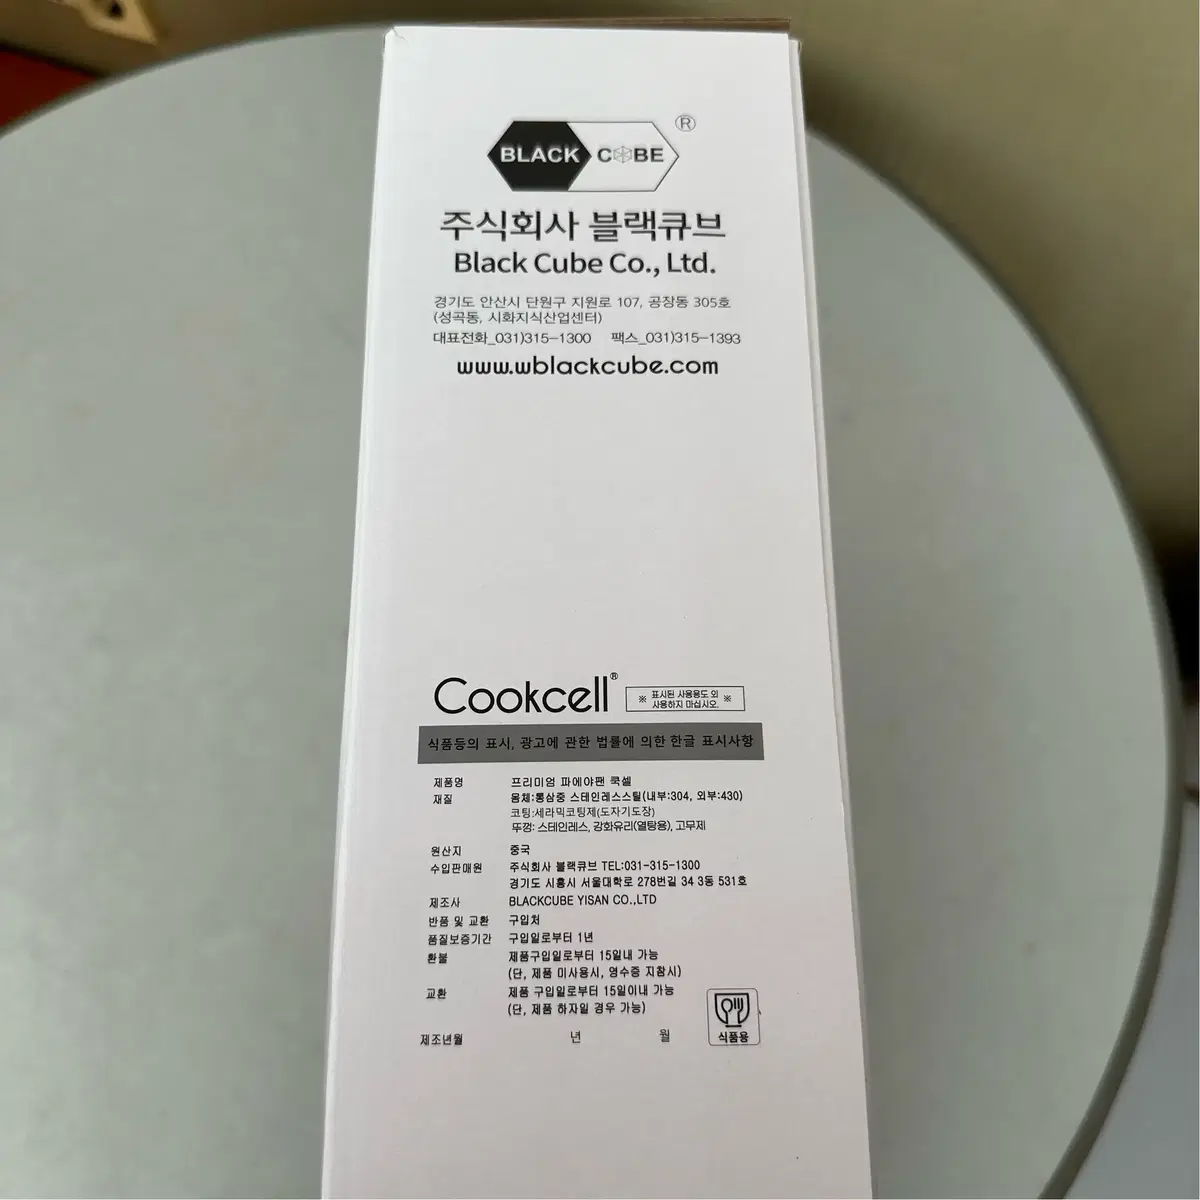 BLACK CUBE ®
주식회사 블랙큐브
Black Cube Co., Ltd.
경기도 안산시 단원구 지원로 107, 공장동 305호
(성곡동, 시화지식산업센터)
대표전화_031)315-1300 팩스_031)315-1393
www.wblackcube.com
Cookcell®
※ 표시된 사용용도 외 ※
사용하지 마십시오.
식품등의 표시, 광고에 관한 법률에 의한 한글 표시사항
제품명 프리미엄 파에야팬 쿡셀
재질 몸체:통삼중 스테인레스스틸(내부:304, 외부:430)
코팅:세라믹코팅제(도자기도장)
뚜껑: 스테인레스, 강화유리(열탕용), 고무제
원산지 중국
수입판매원 주식회사 블랙큐브 TEL:031-315-1300
경기도 시흥시 서울대학로 278번길 34 3동 531호
제조사 BLACKCUBE YISAN CO.,LTD
반품 및 교환 구입처
품질보증기간 구입일로부터 1년
환불 제품구입일로부터 15일내 가능
(단, 제품 미사용시, 영수증 지참시)
교환 제품 구입일로부터 15일이내 가능
(단, 제품 하자일 경우 가능)
제조년월 년 월
식품용